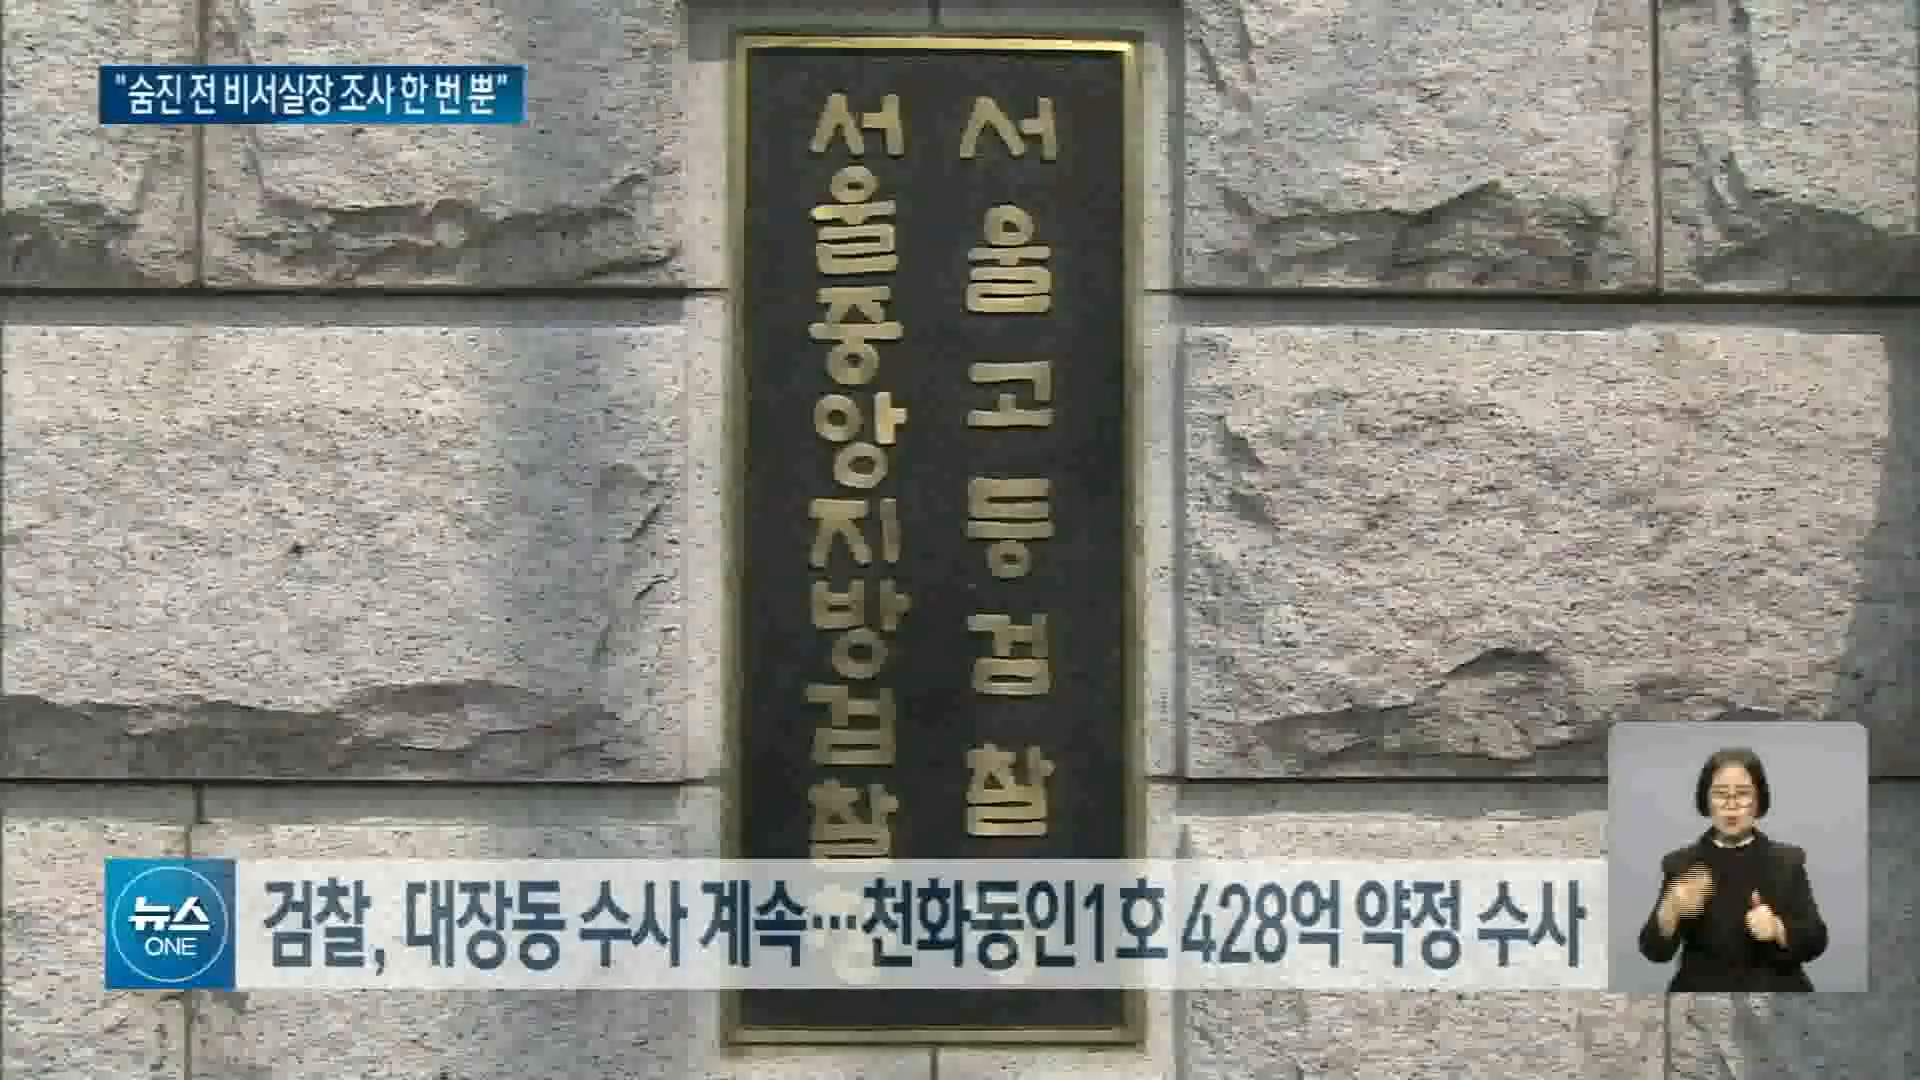 "숨진 전 비서실장 조사 한 번 뿐"
서울고등검찰
서울중앙지방검찰
뉴스
ONE
검찰, 대장동 수사 계속…천화동인1호 428억 약정 수사